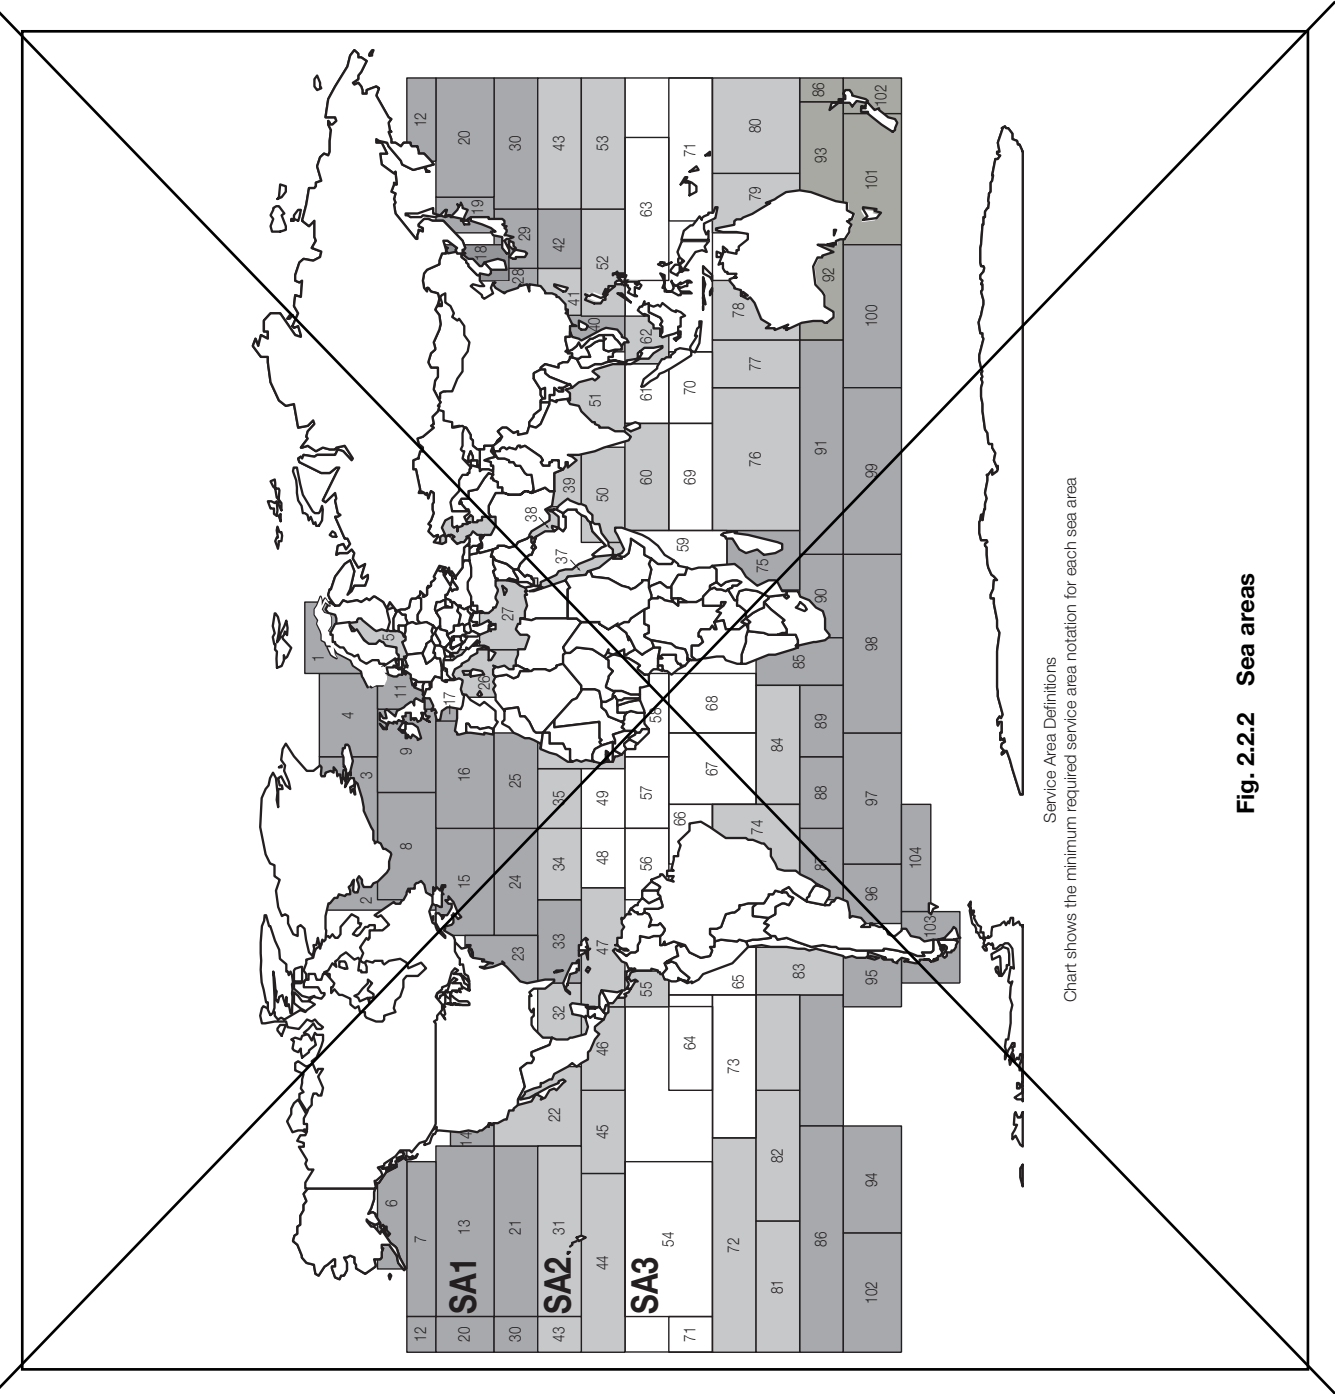 1
4
2 3
6 8 9 11 5
12 7 12
20 SA1 13 14 15 16 17 26 18 19 20
30 21 23 24 25 27 28 29 30
43 SA2 31 22 32 33 34 35 37 38 39 41 42 43
44 45 46 47 48 49 50 51 40 52 53
SA3 55 56 57 58 60 61 62 63
71 54 64 66 59 69 70 71
67 68
72 73 65 74 75 76 77 78 79 80
81 82 84
83 85
86 87 88 89 90 91 92 93 86
102 94 95 96 97 98 99 100 101 102
103 104
Service Area Definitions
Chart shows the minimum required service area notation for each sea area
Fig. 2.2.2 Sea areas